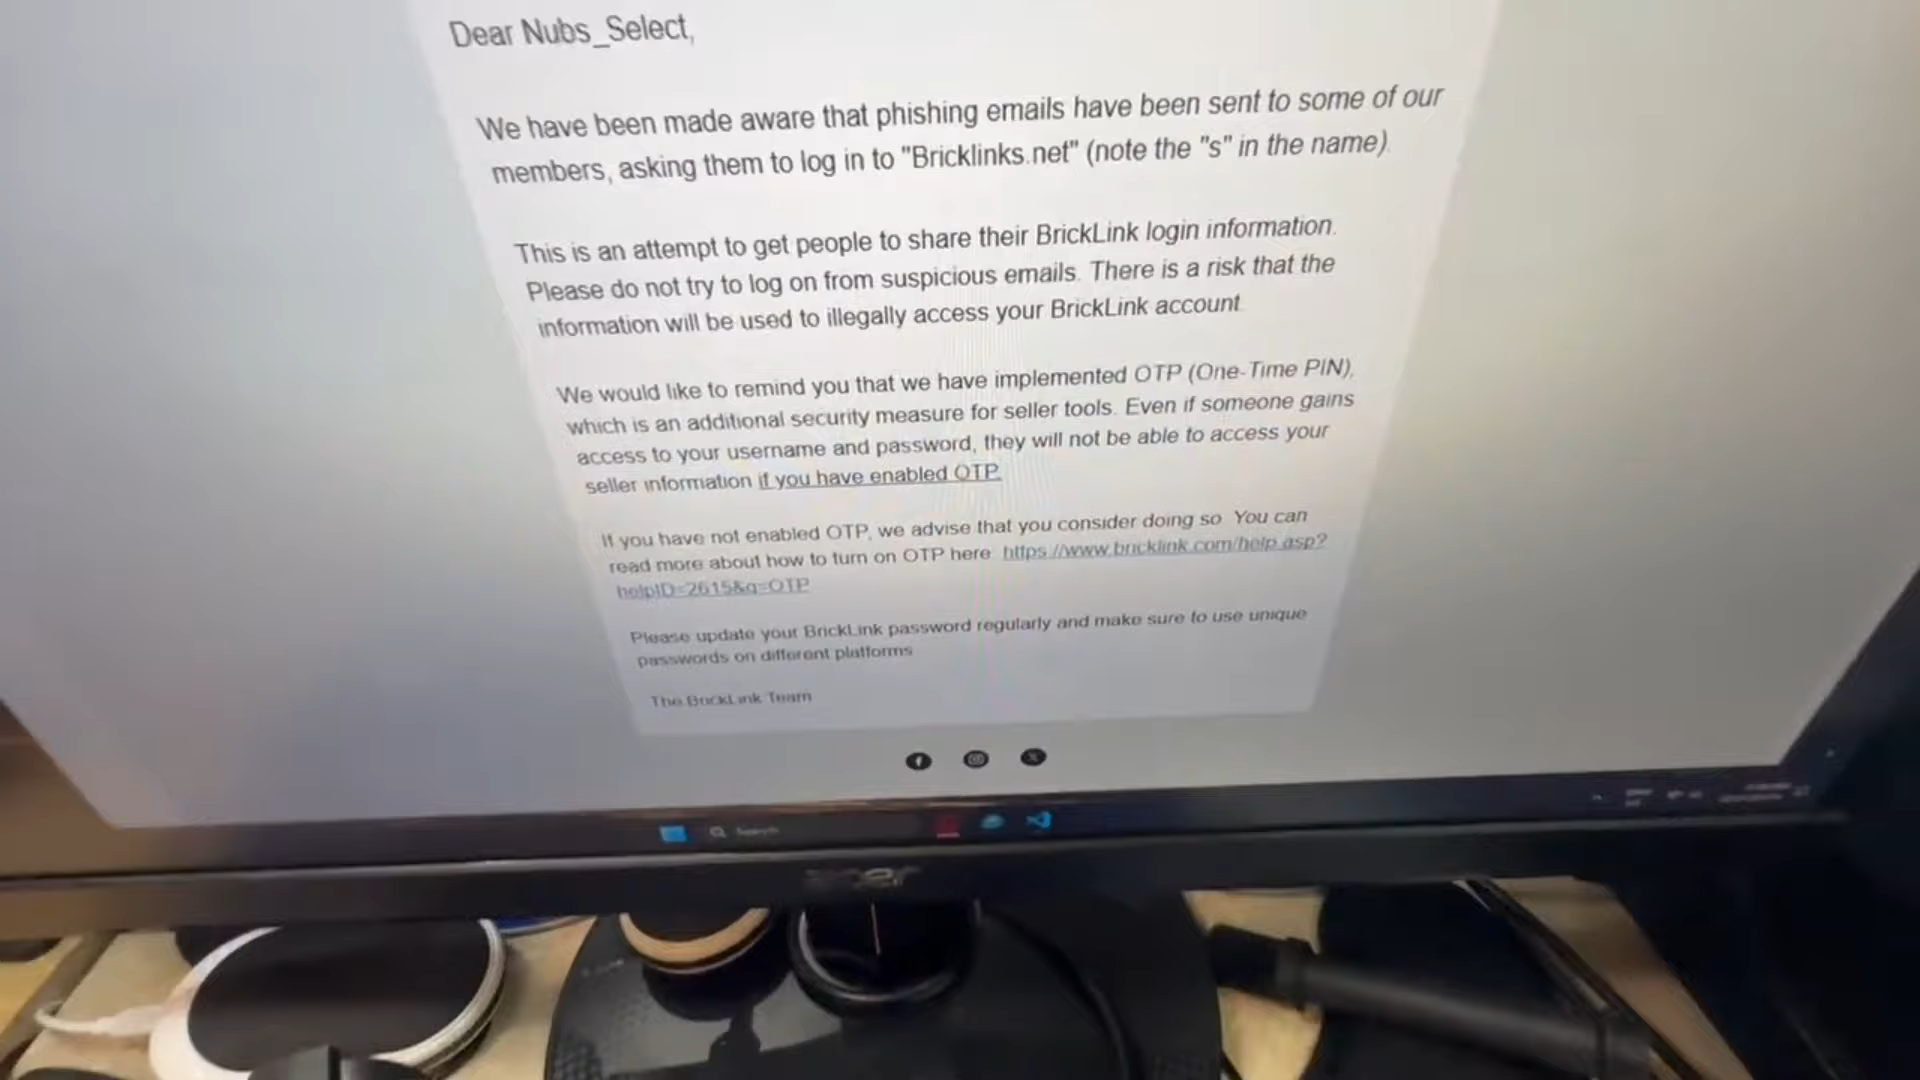 Dear Nubs_Select,
We have been made aware that phishing emails have been sent to some of our
members, asking them to log in to "Bricklinks.net" (note the "s" in the name).
This is an attempt to get people to share their BrickLink login information.
Please do not try to log on from suspicious emails. There is a risk that the
information will be used to illegally access your BrickLink account.
We would like to remind you that we have implemented OTP (One-Time PIN),
which is an additional security measure for seller tools. Even if someone gains
access to your username and password, they will not be able to access your
seller information if you have enabled OTP.
If you have not enabled OTP, we advise that you consider doing so. You can
read more about how to turn on OTP here: https://www.bricklink.com/help.asp?
helpID=2615&q=OTP
Please update your BrickLink password regularly and make sure to use unique
passwords on different platforms
The BrickLink Team
Search
acer